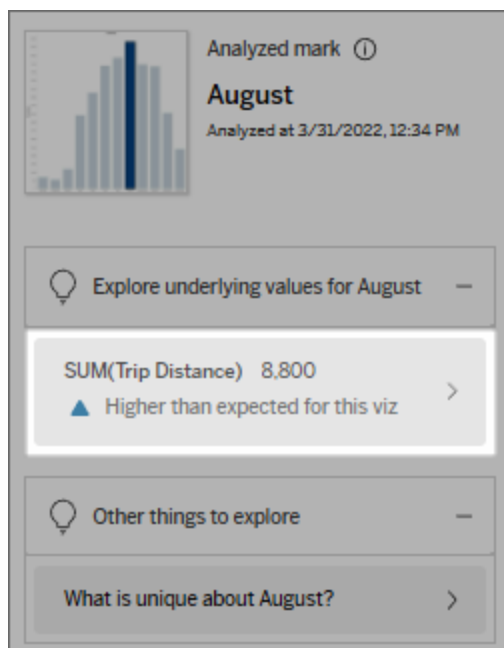 Analyzed mark
August
Analyzed at 3/31/2022, 12:34 PM
Explore underlying values for August
SUM(Trip Distance) 8,800
Higher than expected for this viz
Other things to explore
What is unique about August?